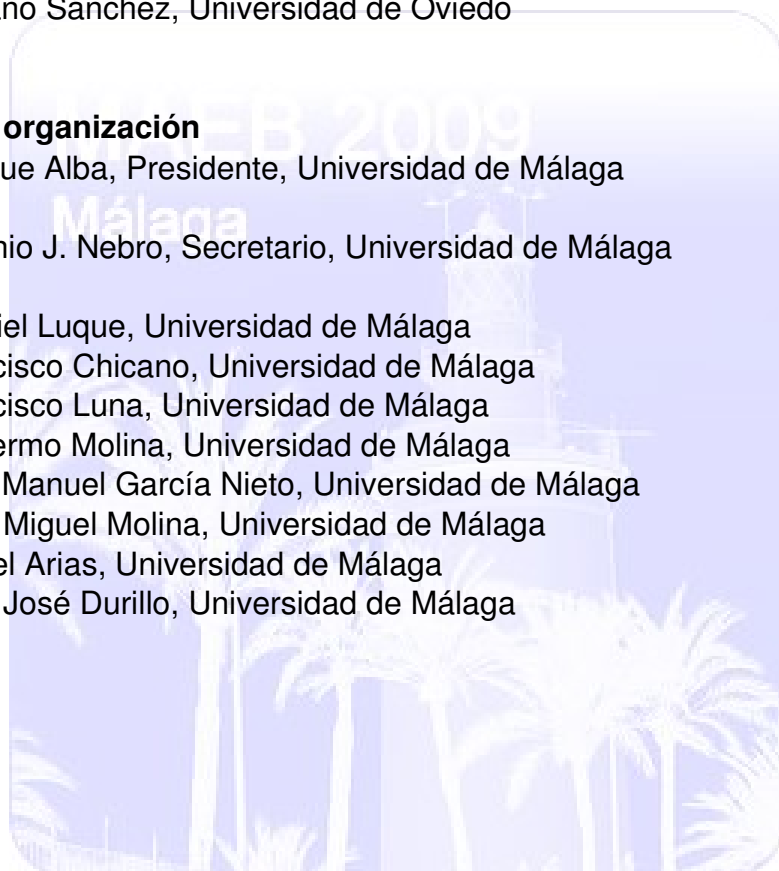 no Sánchez, Universidad de Oviedo
MAEB 2009
organización
ue Alba, Presidente, Universidad de Málaga
Málaga
nio J. Nebro, Secretario, Universidad de Málaga
iel Luque, Universidad de Málaga
cisco Chicano, Universidad de Málaga
cisco Luna, Universidad de Málaga
ermo Molina, Universidad de Málaga
Manuel García Nieto, Universidad de Málaga
Miguel Molina, Universidad de Málaga
el Arias, Universidad de Málaga
José Durillo, Universidad de Málaga